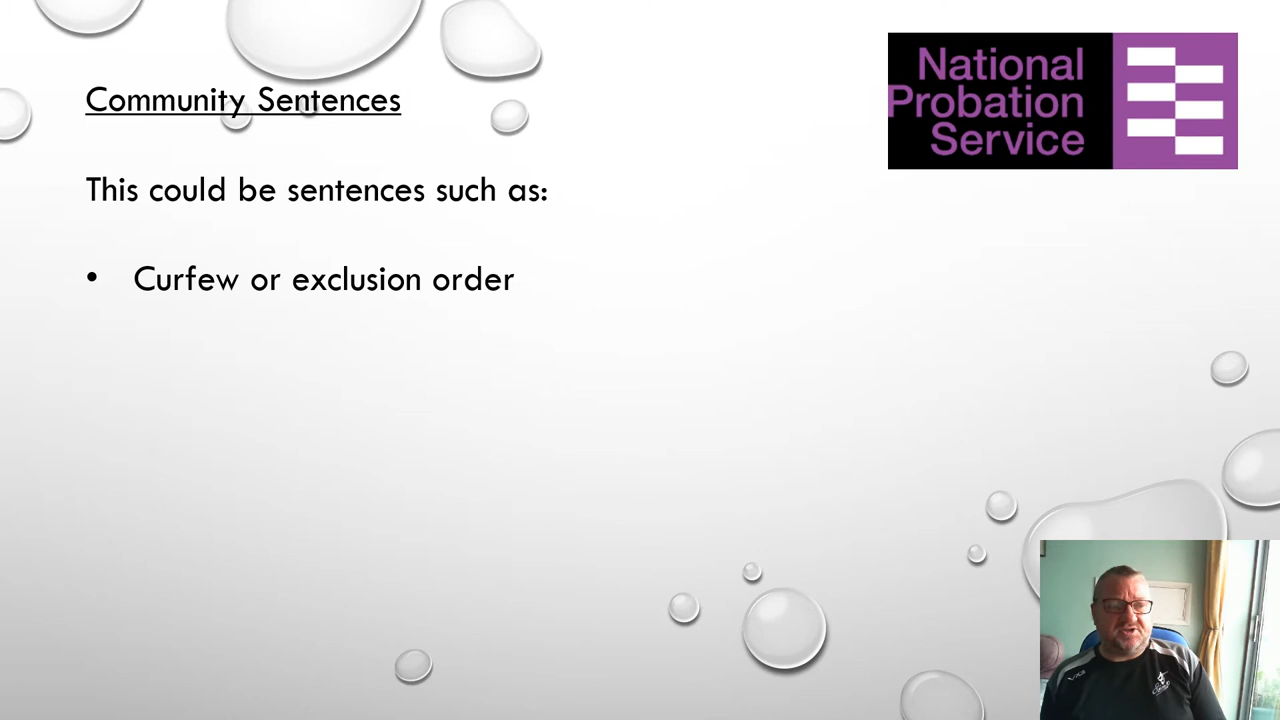 National
Probation
Service
Community Sentences
This could be sentences such as:
• Curfew or exclusion order